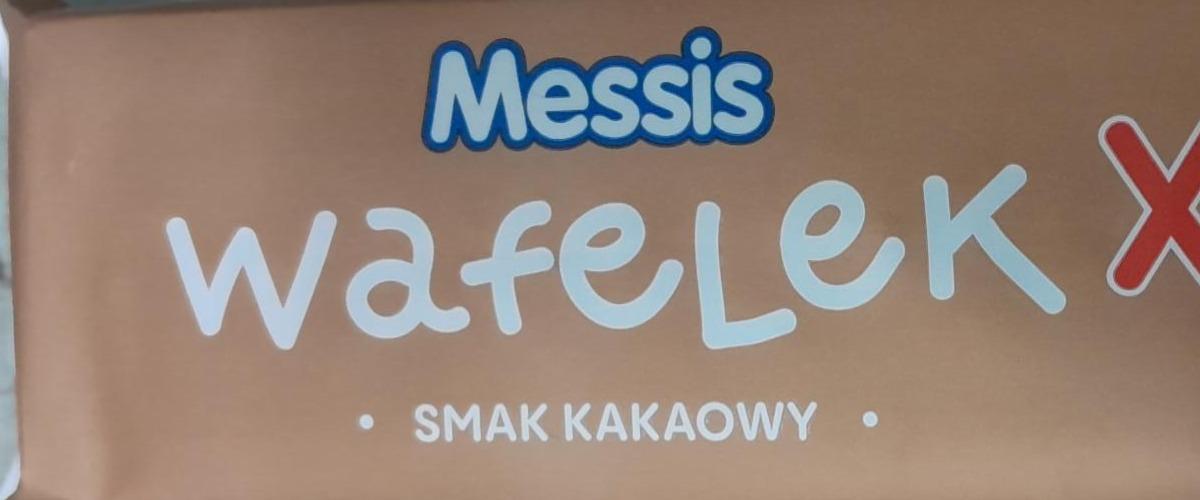 Messis
wafeLeK X
• SMAK KAKAOWY •